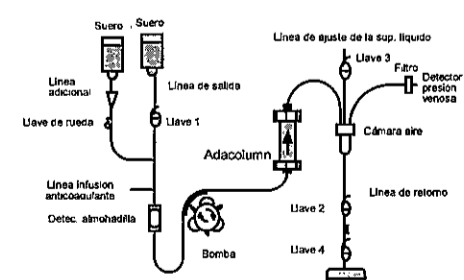 Suero
Suero
Línea de ajuste de la sup. líquido
Llave 3
Filtro
Detector
presión
venosa
Línea
adicional
Línea de salida
Llave de rueda
Llave 1
Cámara aire
Adacolumn
Línea infusion
anticoagulante
Línea de retorno
Detec. almohadilla
Llave 2
Bomba
Llave 4